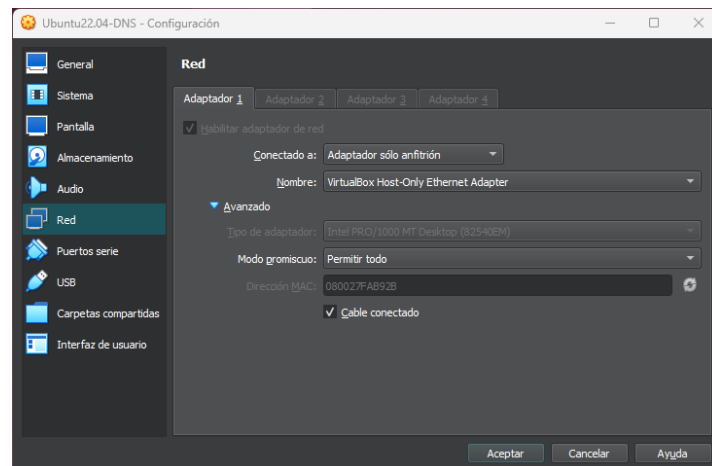 Ubuntu22.04-DNS - Configuración
General
Sistema
Pantalla
Almacenamiento
Audio
Red
Puertos serie
USB
Carpetas compartidas
Interfaz de usuario
Red
Adaptador 1 Adaptador 2 Adaptador 3 Adaptador 4
Habilitar adaptador de red
Conectado a: Adaptador sólo anfitrión
Nombre: VirtualBox Host-Only Ethernet Adapter
Avanzado
Tipo de adaptador: Intel PRO/1000 MT Desktop (82540EM)
Modo promiscuo: Permitir todo
Dirección MAC: 080027FAB92B
Cable conectado
Aceptar Cancelar Ayuda